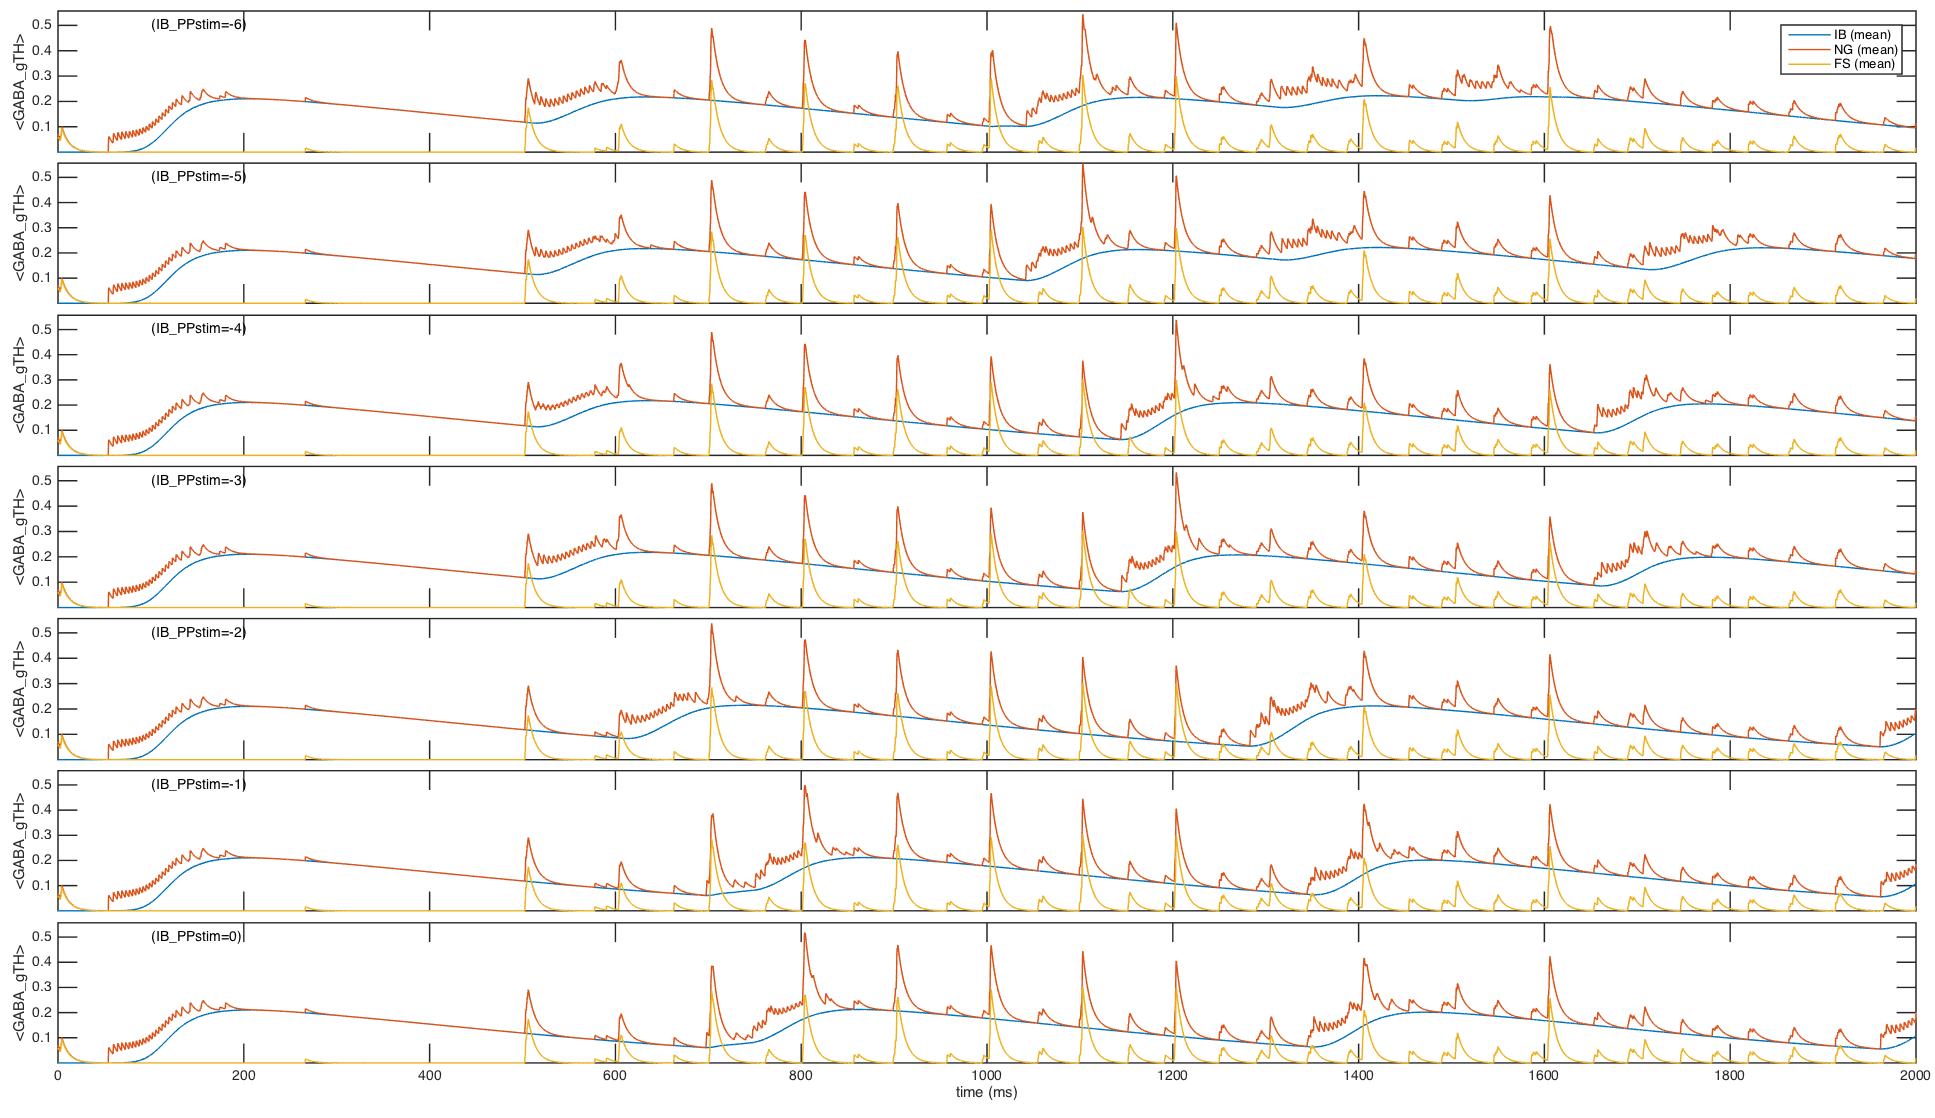 (IB_PPstim=-6)
<GABA_gTH>
0.5
0.4
0.3
0.2
0.1
IB (mean)
NG (mean)
FS (mean)
(IB_PPstim=-5)
<GABA_gTH>
0.5
0.4
0.3
0.2
0.1
(IB_PPstim=-4)
<GABA_gTH>
0.5
0.4
0.3
0.2
0.1
(IB_PPstim=-3)
<GABA_gTH>
0.5
0.4
0.3
0.2
0.1
(IB_PPstim=-2)
<GABA_gTH>
0.5
0.4
0.3
0.2
0.1
(IB_PPstim=-1)
<GABA_gTH>
0.5
0.4
0.3
0.2
0.1
(IB_PPstim=0)
<GABA_gTH>
0.5
0.4
0.3
0.2
0.1
0 200 400 600 800 1000 1200 1400 1600 1800 2000
time (ms)